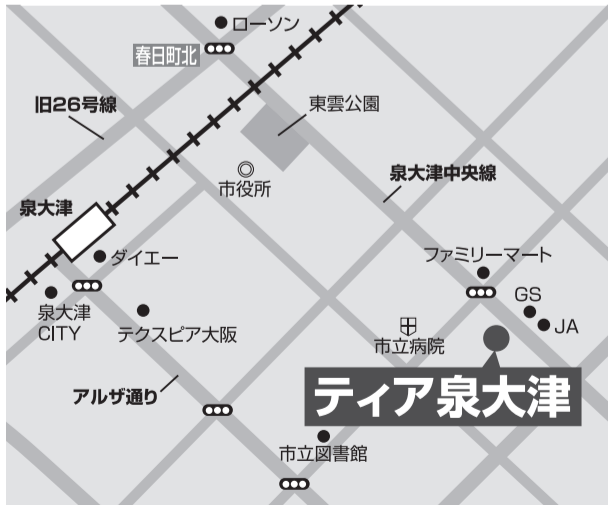 ローソン
春日町北
旧26号線
東雲公園
市役所
泉大津中央線
泉大津
ダイエー
ファミリーマート
泉大津
CITY
テクスピア大阪
GS
JA
市立病院
アルザ通り
ティア泉大津
市立図書館